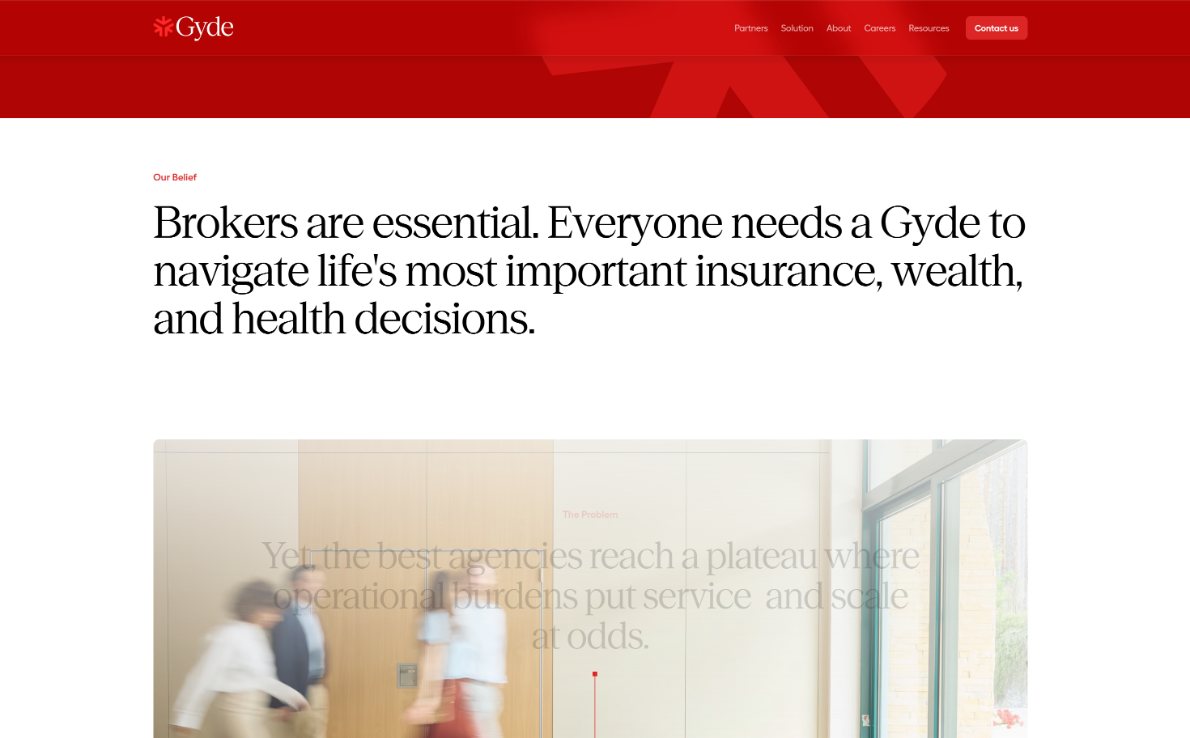 Gyde
Partners
Solution
About
Careers
Resources
Contact us
Our Belief
Brokers are essential. Everyone needs a Gyde to
navigate life's most important insurance, wealth,
and health decisions.
The Problem
Yet, the best agencies reach a plateau where
operational burdens put service and scale
at odds.